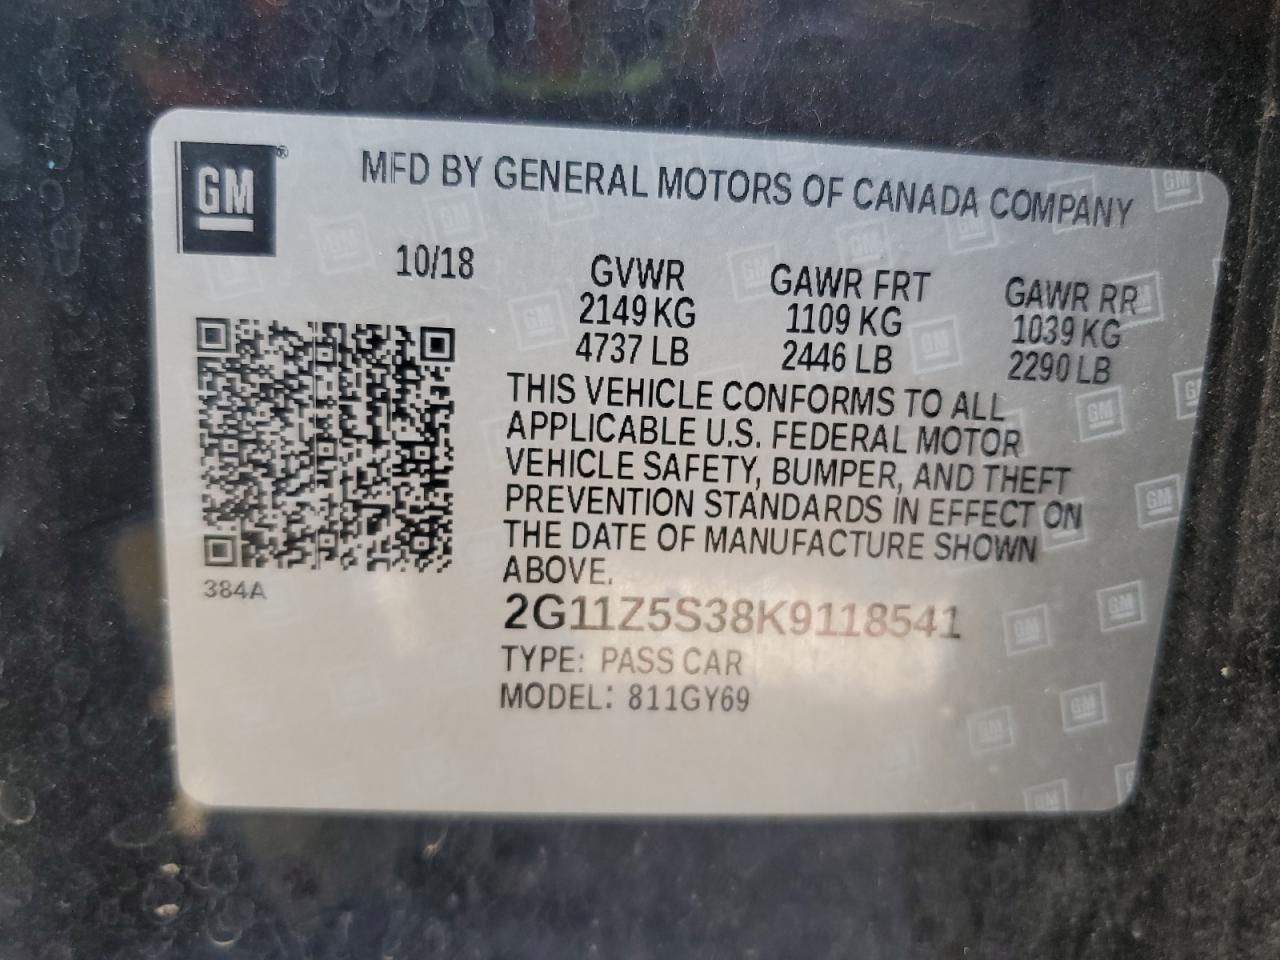 GM®
MFD BY GENERAL MOTORS OF CANADA COMPANY
10/18
GVWR GAWR FRT GAWR RR
2149 KG 1109 KG 1039 KG
4737 LB 2446 LB 2290 LB
THIS VEHICLE CONFORMS TO ALL
APPLICABLE U.S. FEDERAL MOTOR
VEHICLE SAFETY, BUMPER, AND THEFT
PREVENTION STANDARDS IN EFFECT ON
THE DATE OF MANUFACTURE SHOWN
ABOVE.
384A
2G11Z5S38K9118541
TYPE: PASS CAR
MODEL: 811GY69